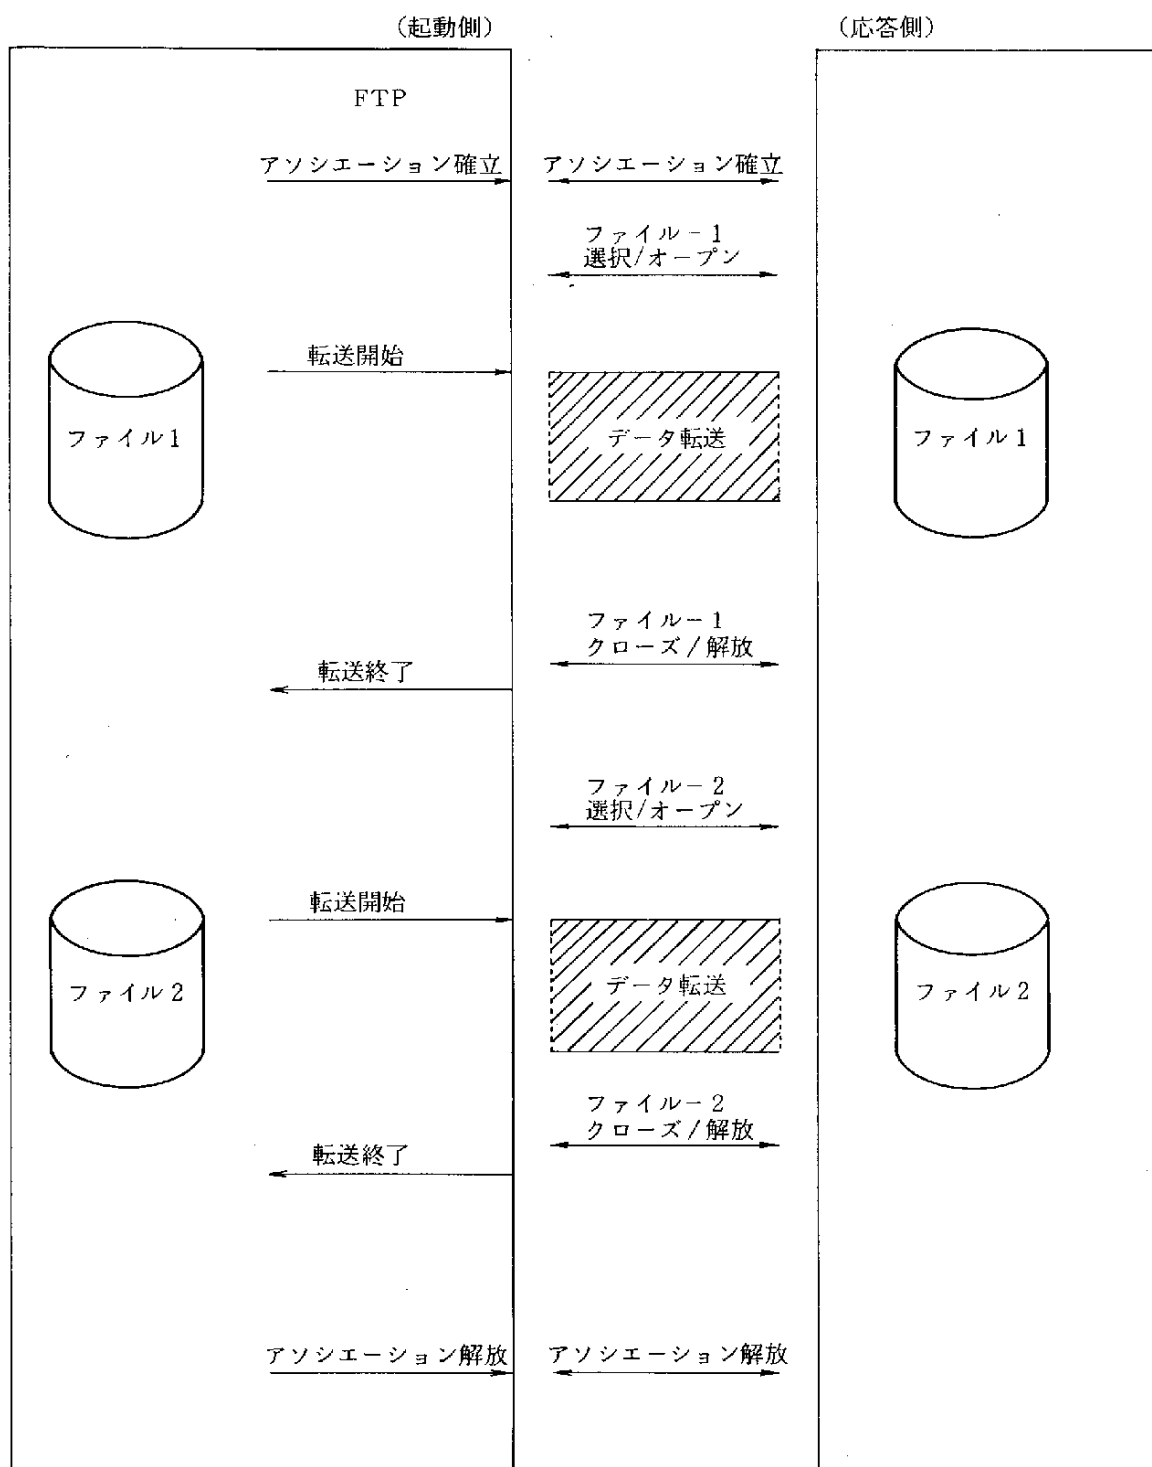 (起動側)
(応答側)
FTP
アソシエーション確立
アソシエーション確立
ファイル-1
選択/オープン
転送開始
ファイル1
データ転送
ファイル1
ファイル-1
クローズ/解放
転送終了
ファイル-2
選択/オープン
転送開始
ファイル2
データ転送
ファイル2
ファイル-2
クローズ/解放
転送終了
アソシエーション解放
アソシエーション解放